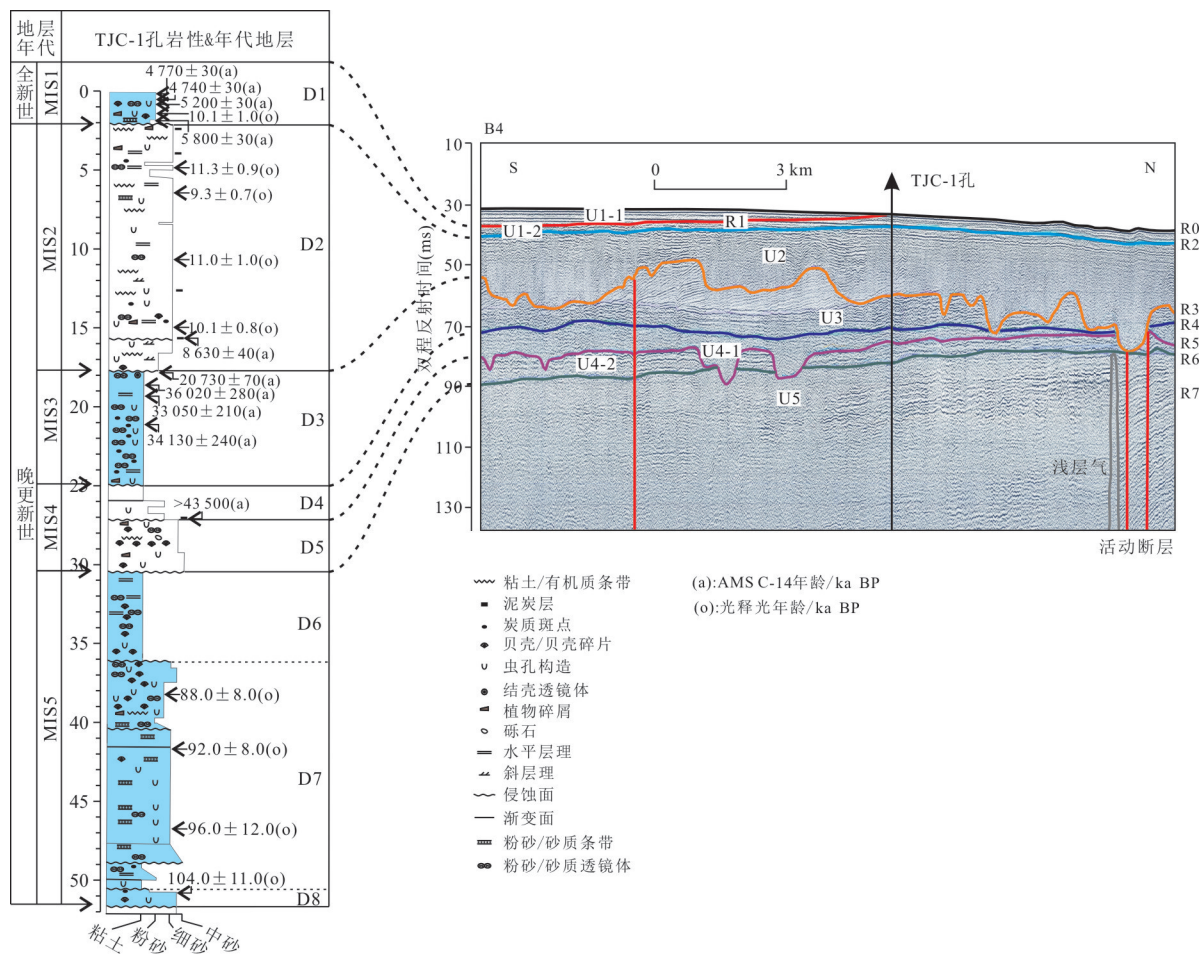 地层
年代
TJC-1孔岩性&年代地层
全新世
MIS1
4 770±30(a)
4 740±30(a)
5 200±30(a)
10.1±1.0(o)
5 800±30(a)
D1
0
MIS2
11.3±0.9(o)
9.3±0.7(o)
11.0±1.0(o)
10.1±0.8(o)
8 630±40(a)
D2
5
10
15
晚更新世
MIS3
20 730±70(a)
36 020±280(a)
33 050±210(a)
34 130±240(a)
D3
20
25
MIS4
>43 500(a)
D4
D5
30
MIS5
D6
35
88.0±8.0(o)
40
92.0±8.0(o)
D7
45
96.0±12.0(o)
104.0±11.0(o)
50
D8
粘土
粉砂
细砂
中砂
B4
10
30
50
70
90
110
130
双程反射时间(ms)
S
0
3 km
N
TJC-1孔
U1-1
R1
U1-2
U2
U3
U4-1
U4-2
U5
R0
R2
R3
R4
R5
R6
R7
浅层气
活动断层
粘土/有机质条带
泥炭层
炭质斑点
贝壳/贝壳碎片
虫孔构造
结壳透镜体
植物碎屑
砾石
水平层理
斜层理
侵蚀面
渐变面
粉砂/砂质条带
粉砂/砂质透镜体
(a):AMS C-14年龄/ka BP
(o):光释光年龄/ka BP